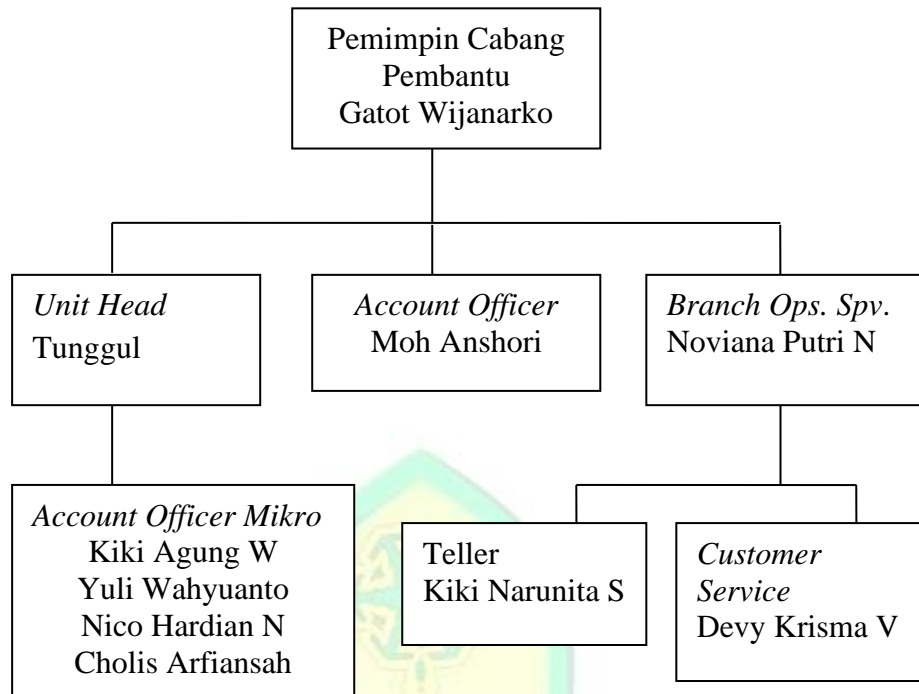 Pemimpin Cabang
Pembantu
Gatot Wijanarko
Unit Head
Tunggul
Account Officer
Moh Anshori
Branch Ops. Spv.
Noviana Putri N
Account Officer Mikro
Kiki Agung W
Yuli Wahyuanto
Nico Hardian N
Cholis Arfiansah
Teller
Kiki Narunita S
Customer
Service
Devy Krisma V